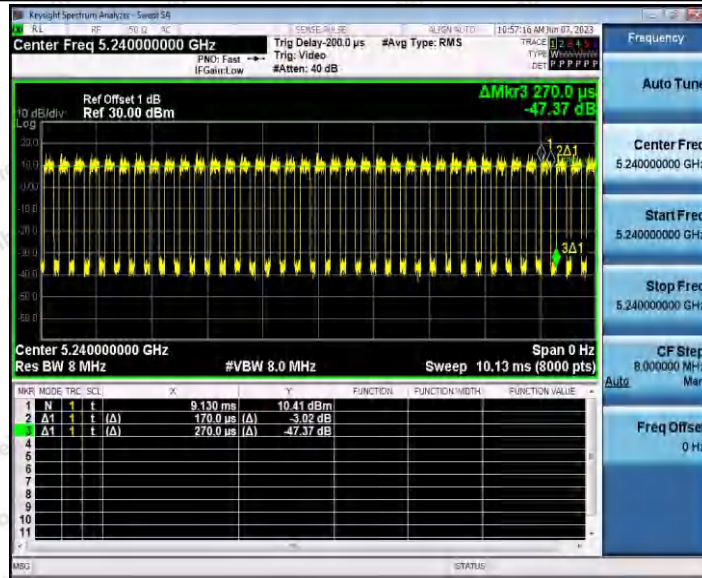 Keysight Spectrum Analyzer - Swept SA
RL RF 50 Ω AC SENSE:PULSE ALIGN AUTO 10:57:16 AM Jun 07, 2023
Center Freq 5.240000000 GHz
PNO: Fast
IFGain:Low
Trig Delay-200.0 µs
Trig: Video
#Atten: 40 dB
#Avg Type: RMS
TRACE 1 2 3 4 5 6
TYPE
DET P P P P P P
Frequency
Auto Tune
Center Freq
5.240000000 GHz
Start Freq
5.240000000 GHz
Stop Freq
5.240000000 GHz
CF Step
8.000000 MHz
Auto Man
Freq Offset
0 Hz
ΔMkr3 270.0 µs
-47.37 dB
Ref Offset 1 dB
10 dB/div Ref 30.00 dBm
Log
20.0
10.0
0.00
-30.0
-40.0
-50.0
-60.0
1
2Δ1
3Δ1
Center 5.240000000 GHz Span 0 Hz
Res BW 8 MHz #VBW 8.0 MHz Sweep 10.13 ms (8000 pts)
MKR MODE TRC SCL X Y FUNCTION FUNCTION WIDTH FUNCTION VALUE
1 N 1 t 9.130 ms 10.41 dBm
2 Δ1 1 t (Δ) 170.0 µs (Δ) -3.02 dB
3 Δ1 1 t (Δ) 270.0 µs (Δ) -47.37 dB
4
5
6
7
8
9
10
11
MSG STATUS